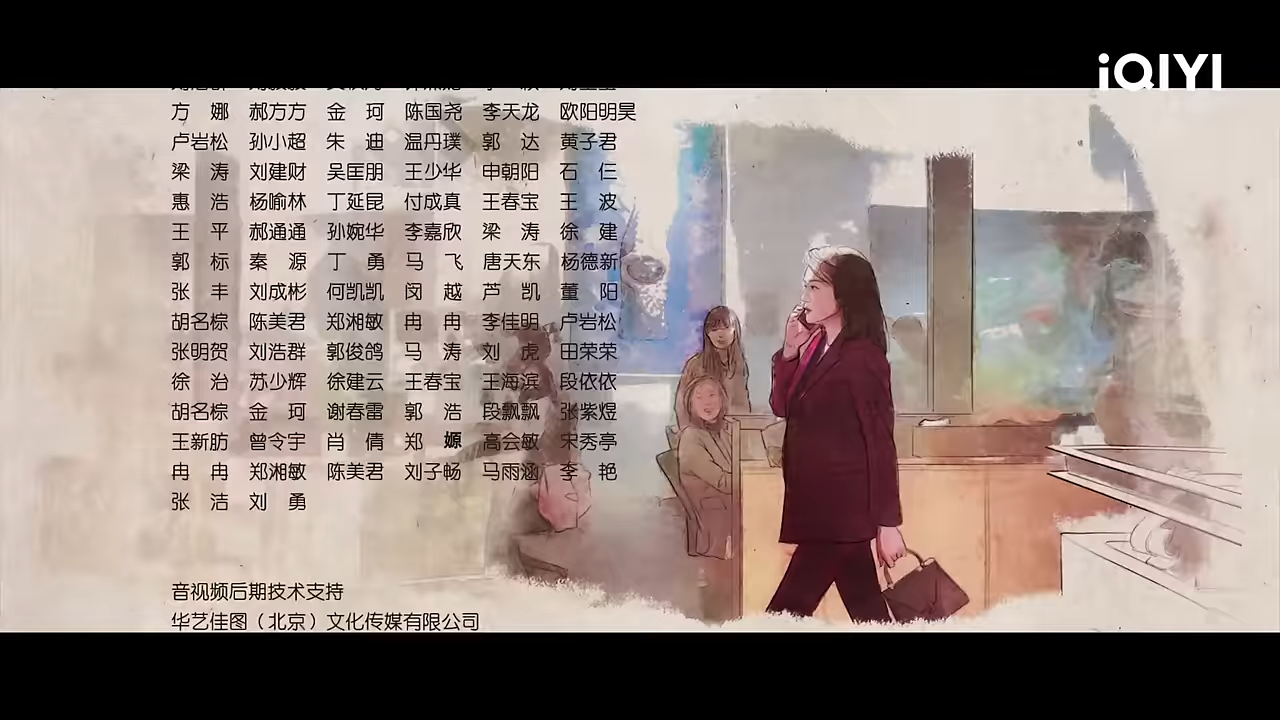 iQIYI
方 娜 郝方方 金 珂 陈国尧 李天龙 欧阳明昊
卢岩松 孙小超 朱 迪 温丹璞 郭 达 黄子君
梁 涛 刘建财 吴匡朋 王少华 申朝阳 石 仨
惠 浩 杨喻林 丁延昆 付成真 王春宝 王 波
王 平 郝通通 孙婉华 李嘉欣 梁 涛 徐 建
郭 标 秦 源 丁 勇 马 飞 唐天东 杨德新
张 丰 刘成彬 何凯凯 闵 越 芦 凯 董 阳
胡名棕 陈美君 郑湘敏 冉 冉 李佳明 卢岩松
张明贺 刘浩群 郭俊鸽 马 涛 刘 虎 田荣荣
徐 治 苏少辉 徐建云 王春宝 王海滨 段依依
胡名棕 金 珂 谢春雷 郭 浩 段飘飘 张紫煜
玉新肪 曾令宇 肖 倩 郑 嫄 高会敏 宋秀亭
冉 冉 郑湘敏 陈美君 刘子畅 马雨涵 李 艳
张 洁 刘 勇
音视频后期技术支持
华艺佳图（北京）文化传媒有限公司